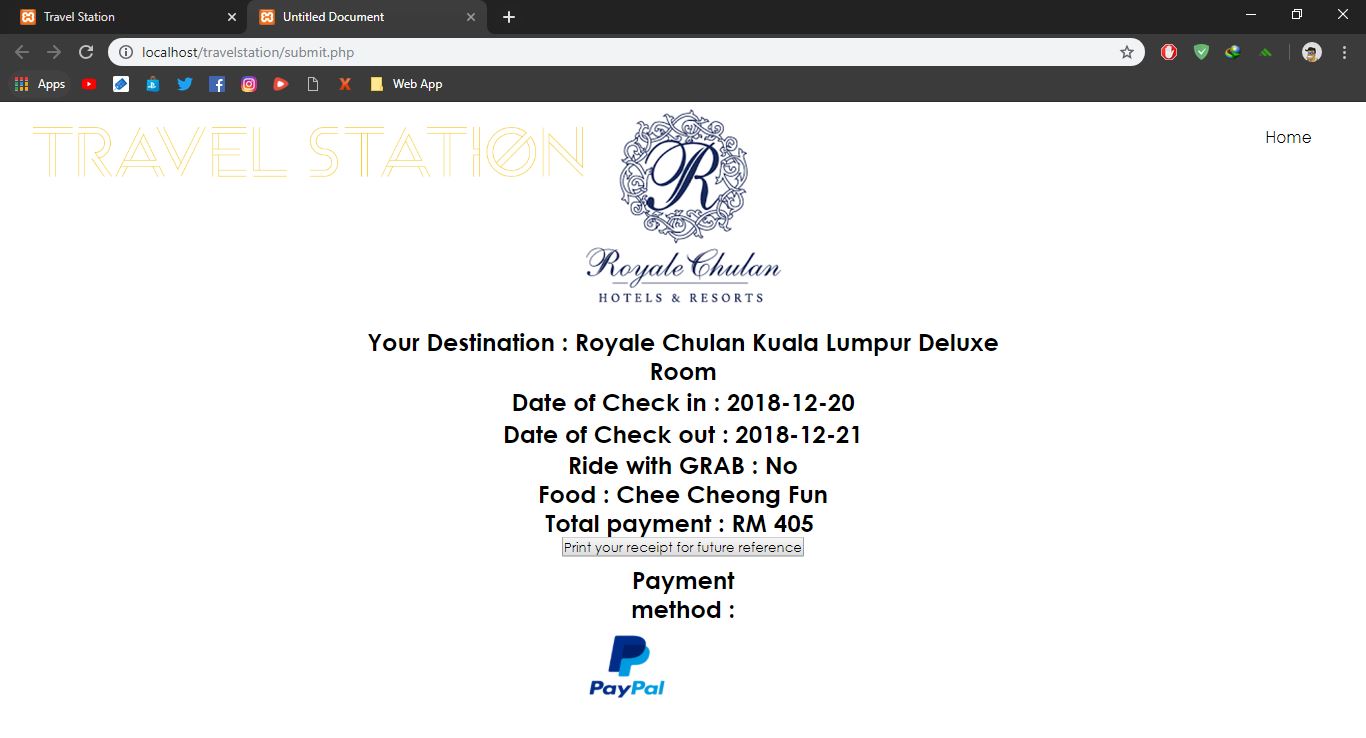 Travel Station
Untitled Document
localhost/travelstation/submit.php
Apps
Web App
TRAVEL STATION
Home
R
Royale Chulan
HOTELS & RESORTS
Your Destination : Royale Chulan Kuala Lumpur Deluxe
Room
Date of Check in : 2018-12-20
Date of Check out : 2018-12-21
Ride with GRAB : No
Food : Chee Cheong Fun
Total payment : RM 405
Print your receipt for future reference
Payment
method :
PayPal